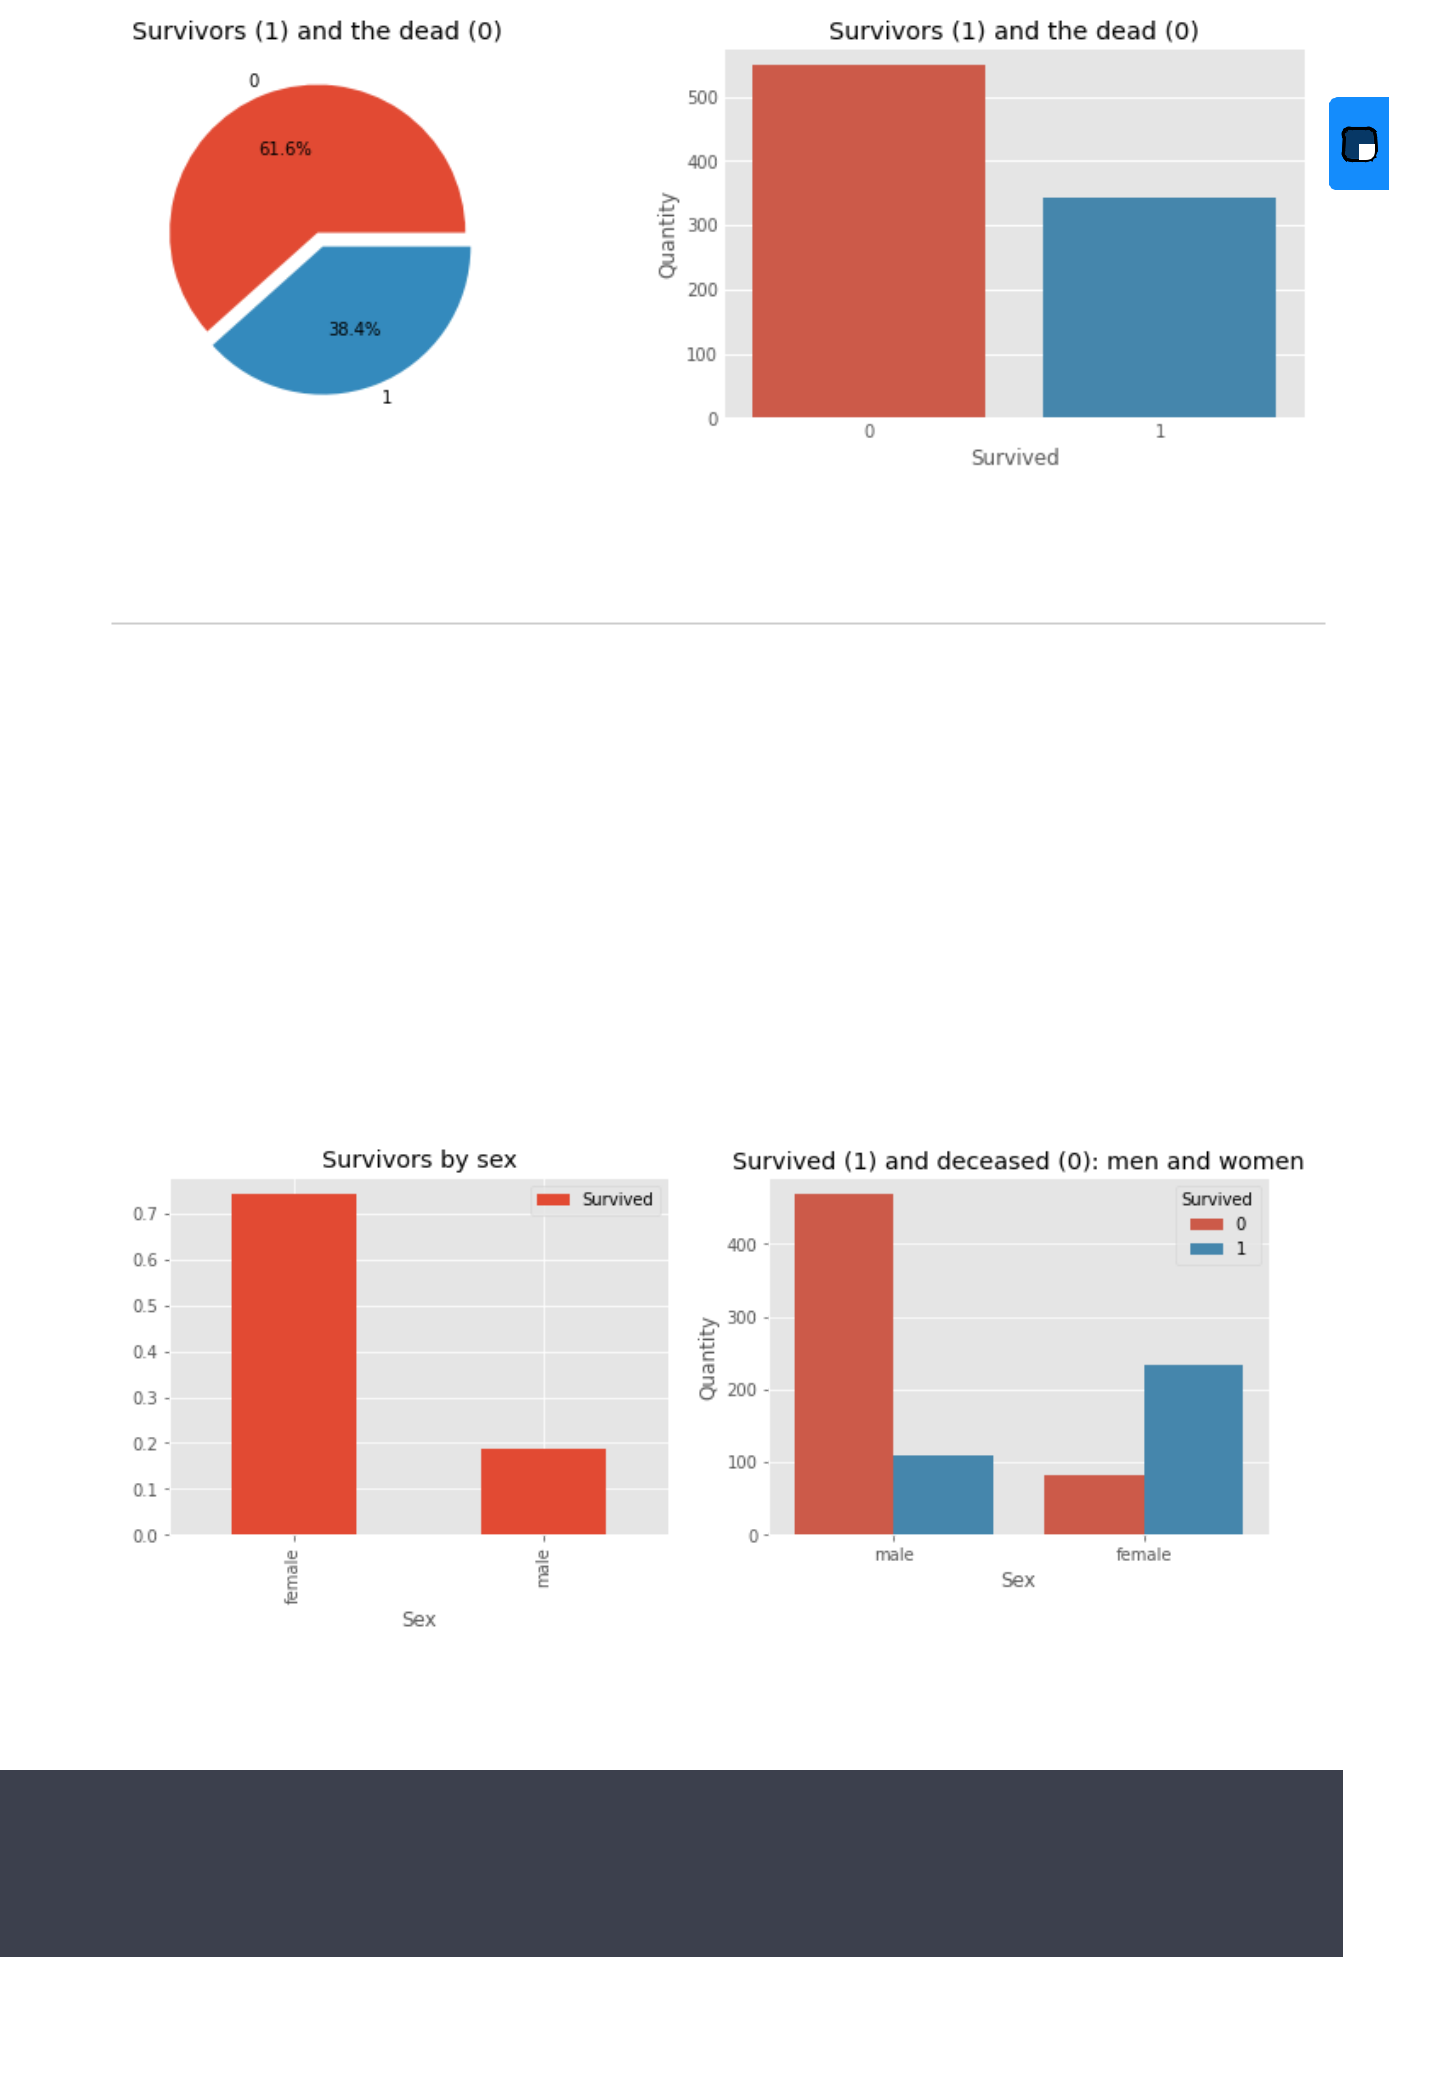 Survivors (1) and the dead (0)
0
61.6%
38.4%
1
Survivors (1) and the dead (0)
Quantity
500
400
300
200
100
0
0 1
Survived
Survivors by sex
Survived
0.7
0.6
0.5
0.4
0.3
0.2
0.1
0.0
female male
Sex
Survived (1) and deceased (0): men and women
Survived
0
1
Quantity
400
300
200
100
0
male female
Sex